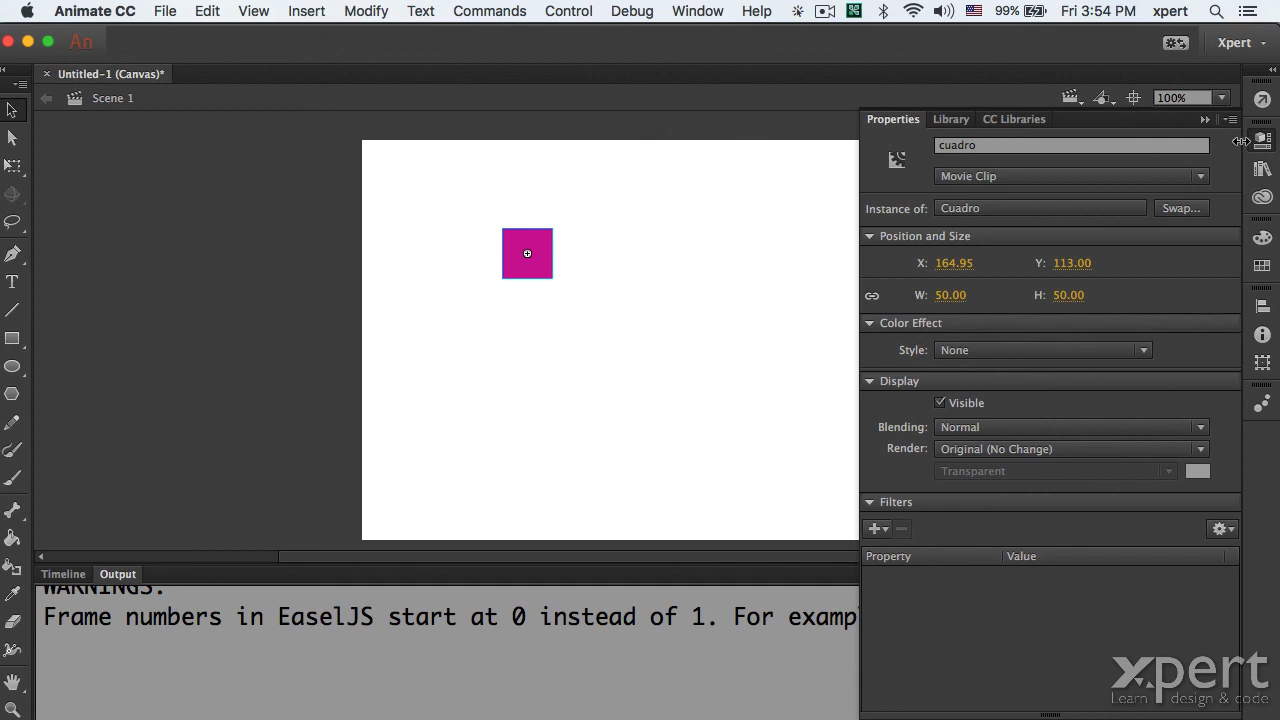 Animate CC File Edit View Insert Modify Text Commands Control Debug Window Help 99% Fri 3:54 PM xpert
An Xpert
× Untitled-1 (Canvas)*
Scene 1 100%
Properties Library CC Libraries
cuadro
Movie Clip
Instance of: Cuadro Swap...
Position and Size
X: 164.95 Y: 113.00
W: 50.00 H: 50.00
Color Effect
Style: None
Display
Visible
Blending: Normal
Render: Original (No Change)
Transparent
Filters
Property Value
Timeline Output
WARNINGS:
Frame numbers in EaselJS start at 0 instead of 1. For examp
xpert
Learn design & code